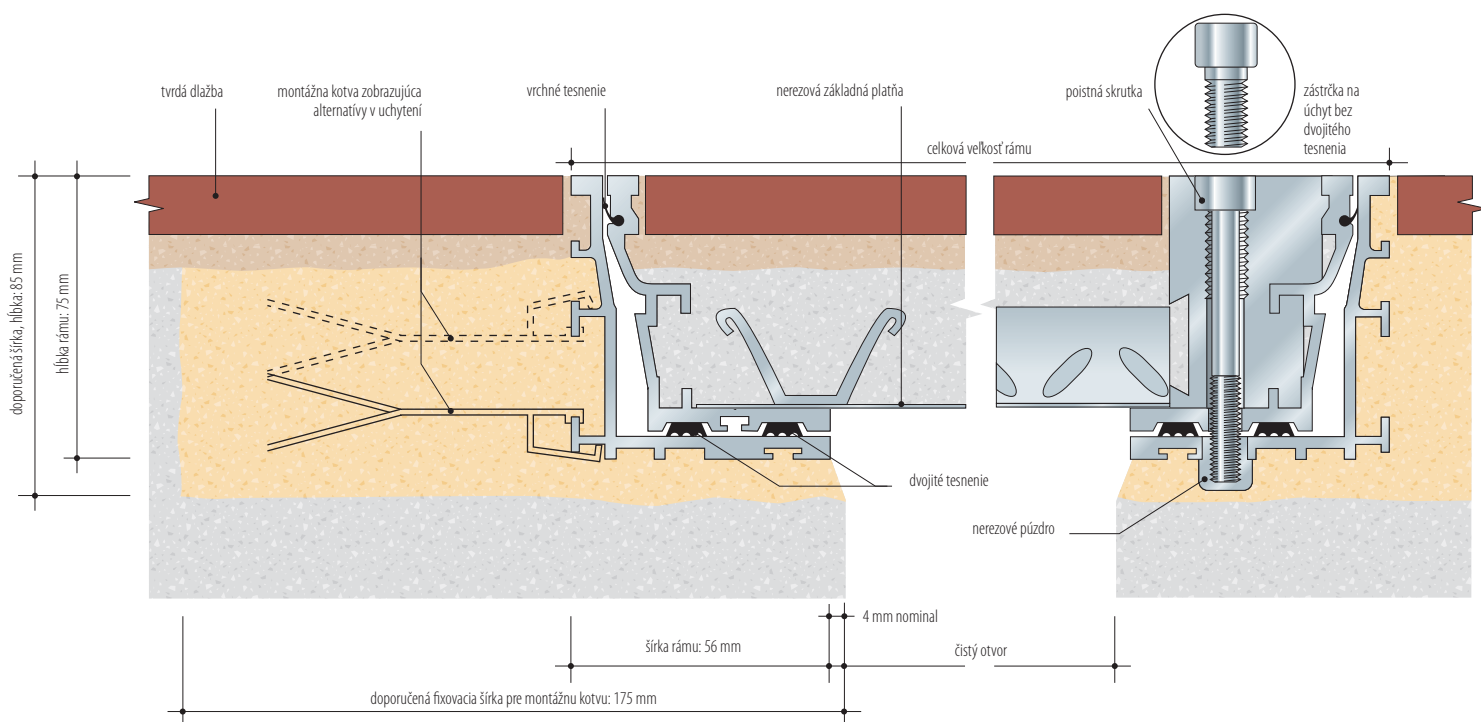 tvrdá dlažba
montážna kotva zobrazujúca
alternatívy v uchytení
vrchné tesnenie
nerezová základná platňa
poistná skrutka
zástrčka na
úchyt bez
dvojitého
tesnenia
celková veľkosť rámu
doporučená šírka, hĺbka: 85 mm
hĺbka rámu: 75 mm
dvojité tesnenie
nerezové púzdro
4 mm nominal
šírka rámu: 56 mm
čistý otvor
doporučená fixovacia šírka pre montážnu kotvu: 175 mm